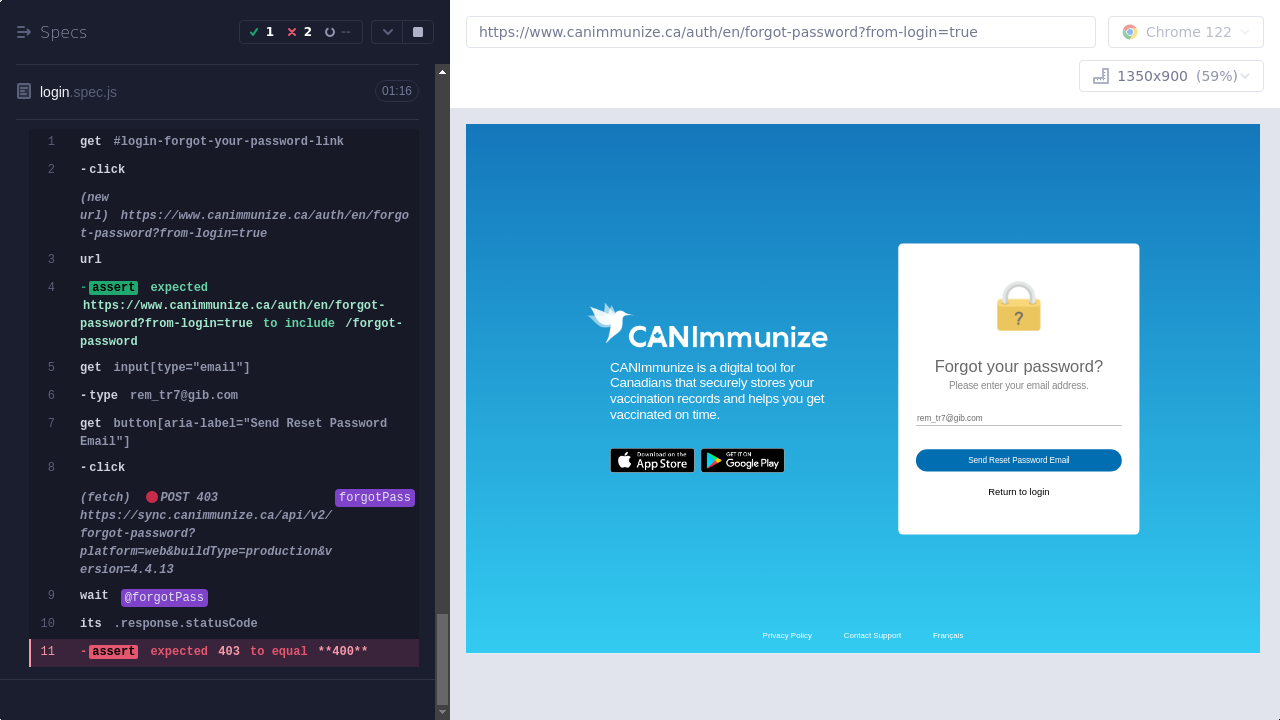 Specs
1
2
--
login.spec.js
01:16
1 get #login-forgot-your-password-link
2 -click
(new
url) https://www.canimmunize.ca/auth/en/forgo
t-password?from-login=true
3 url
4 -assert expected
https://www.canimmunize.ca/auth/en/forgot-
password?from-login=true to include /forgot-
password
5 get input[type="email"]
6 -type rem_tr7@gib.com
7 get button[aria-label="Send Reset Password
Email"]
8 -click
(fetch) POST 403 forgotPass
https://sync.canimmunize.ca/api/v2/
forgot-password?
platform=web&buildType=production&v
ersion=4.4.13
9 wait @forgotPass
10 its .response.statusCode
11 -assert expected 403 to equal **400**
https://www.canimmunize.ca/auth/en/forgot-password?from-login=true
Chrome 122
1350x900 (59%)
CANImmunize
CANImmunize is a digital tool for
Canadians that securely stores your
vaccination records and helps you get
vaccinated on time.
Download on the
App Store
GET IT ON
Google Play
?
Forgot your password?
Please enter your email address.
rem_tr7@gib.com
Send Reset Password Email
Return to login
Privacy Policy
Contact Support
Français